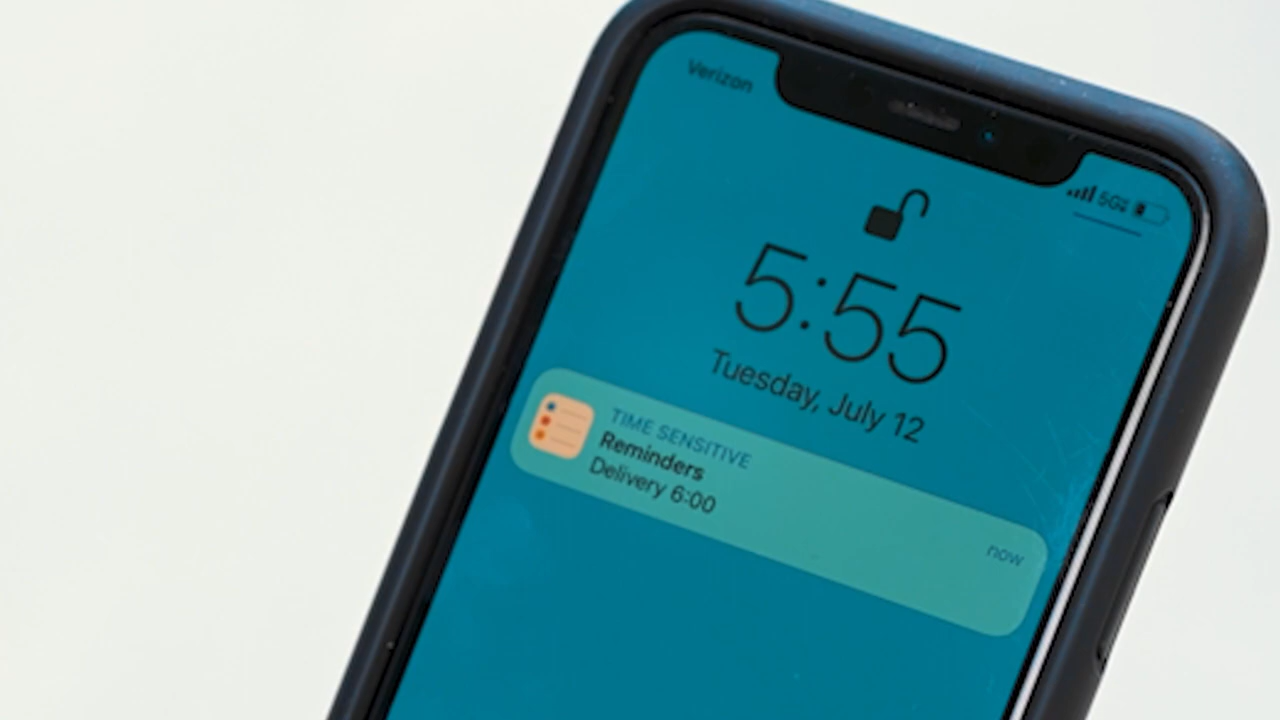 Verizon
5G
5:55
Tuesday, July 12
TIME SENSITIVE
Reminders
Delivery 6:00
now